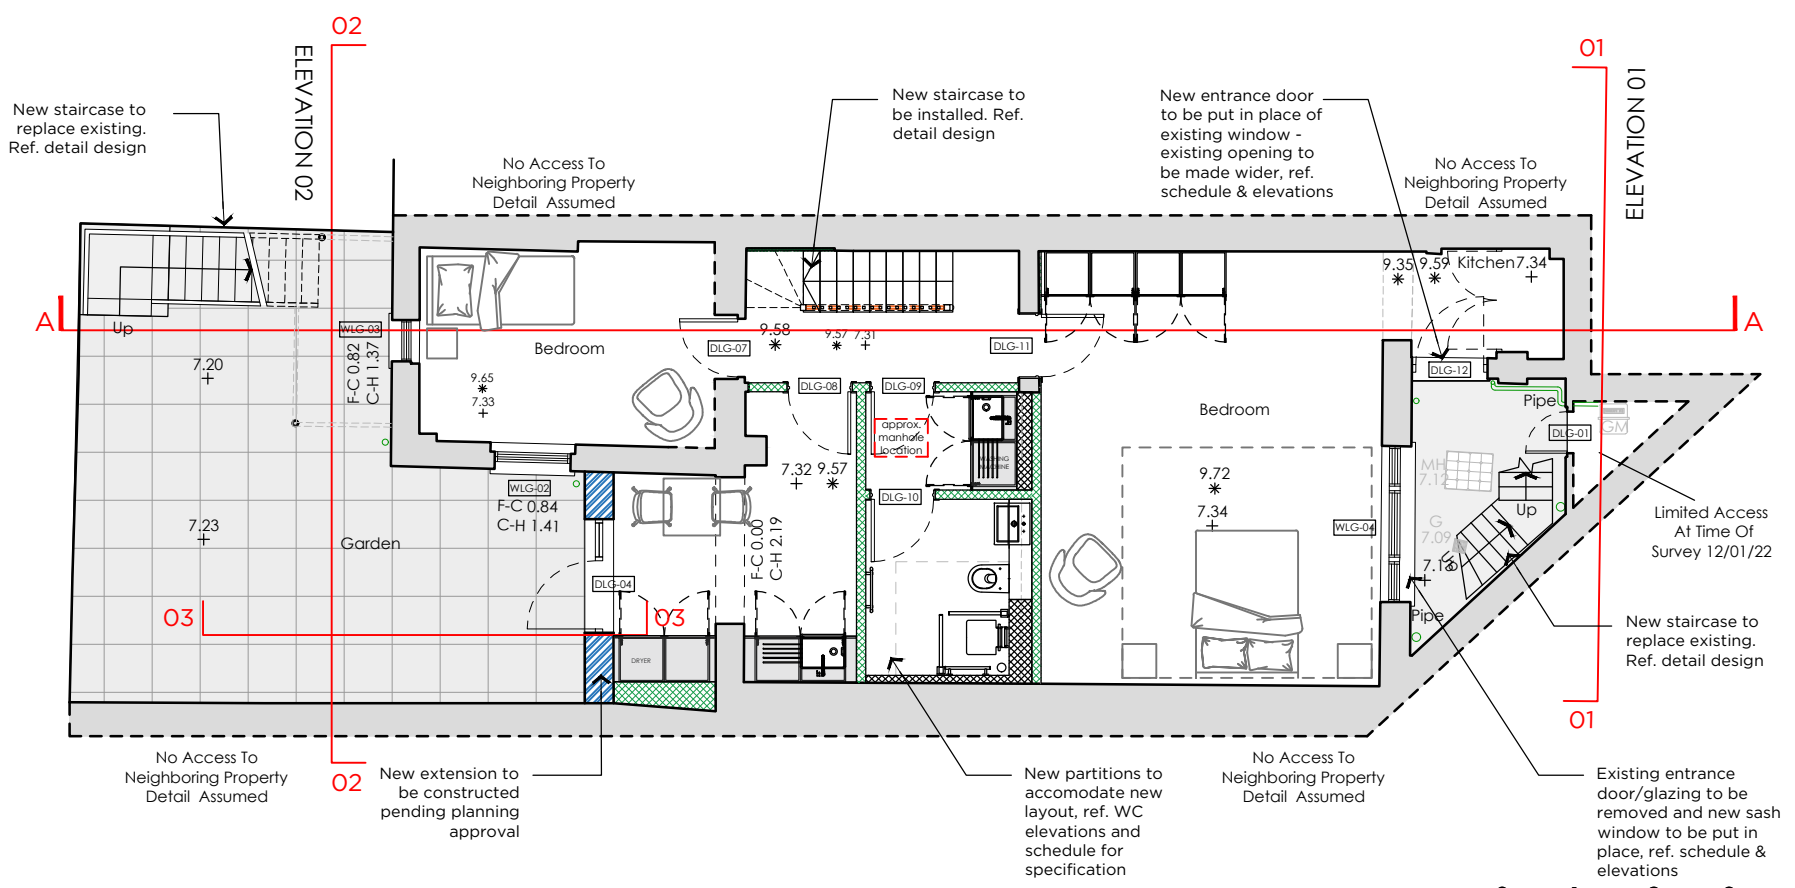 02
01
ELEVATION 02
ELEVATION 01
New staircase to
replace existing.
Ref. detail design
New staircase to
be installed. Ref.
detail design
New entrance door
to be put in place of
existing window -
existing opening to
be made wider, ref.
schedule & elevations
No Access To
Neighboring Property
Detail Assumed
No Access To
Neighboring Property
Detail Assumed
9.35
9.59
Kitchen
7.34
A
A
Up
WLG-03
F-C 0.82
C-H 1.37
7.20
Bedroom
9.65
7.33
DLG-07
9.58
9.57
7.31
DLG-11
DLG-08
DLG-09
DLG-12
Bedroom
Pipe
GM
DLG-01
approx.
manhole
location
WASHING
MACHINE
MH
7.12
7.32
9.57
9.72
7.34
DLG-10
WLG-02
F-C 0.84
C-H 1.41
7.23
Garden
F-C 0.00
C-H 2.19
WLG-04
G
7.09
Up
Up
7.16
Limited Access
At Time Of
Survey 12/01/22
DLG-04
03
03
Pipe
DRYER
New staircase to
replace existing.
Ref. detail design
01
No Access To
Neighboring Property
Detail Assumed
02
New extension to
be constructed
pending planning
approval
New partitions to
accomodate new
layout, ref. WC
elevations and
schedule for
specification
No Access To
Neighboring Property
Detail Assumed
Existing entrance
door/glazing to be
removed and new sash
window to be put in
place, ref. schedule &
elevations